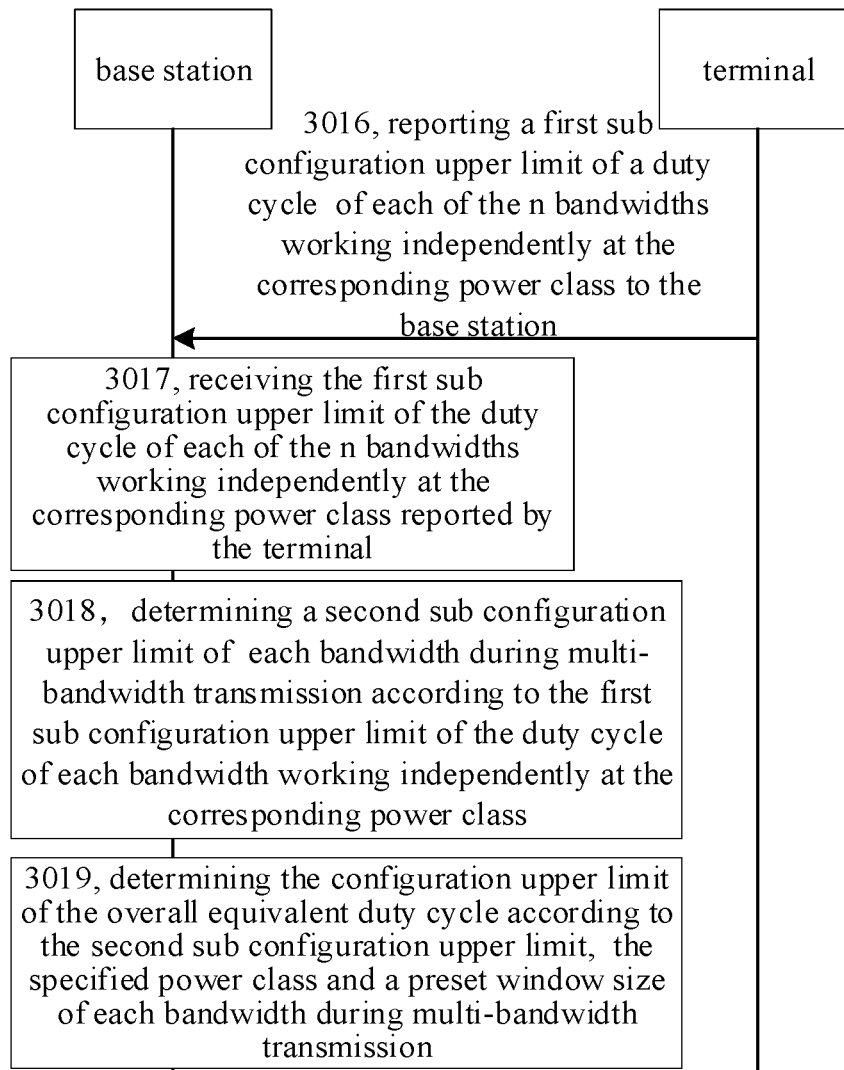 base station
terminal
3016, reporting a first sub
configuration upper limit of a duty
cycle of each of the n bandwidths
working independently at the
corresponding power class to the
base station
3017, receiving the first sub
configuration upper limit of the duty
cycle of each of the n bandwidths
working independently at the
corresponding power class reported by
the terminal
3018, determining a second sub configuration
upper limit of each bandwidth during multi-
bandwidth transmission according to the first
sub configuration upper limit of the duty cycle
of each bandwidth working independently at the
corresponding power class
3019, determining the configuration upper limit
of the overall equivalent duty cycle according to
the second sub configuration upper limit, the
specified power class and a preset window size
of each bandwidth during multi-bandwidth
transmission